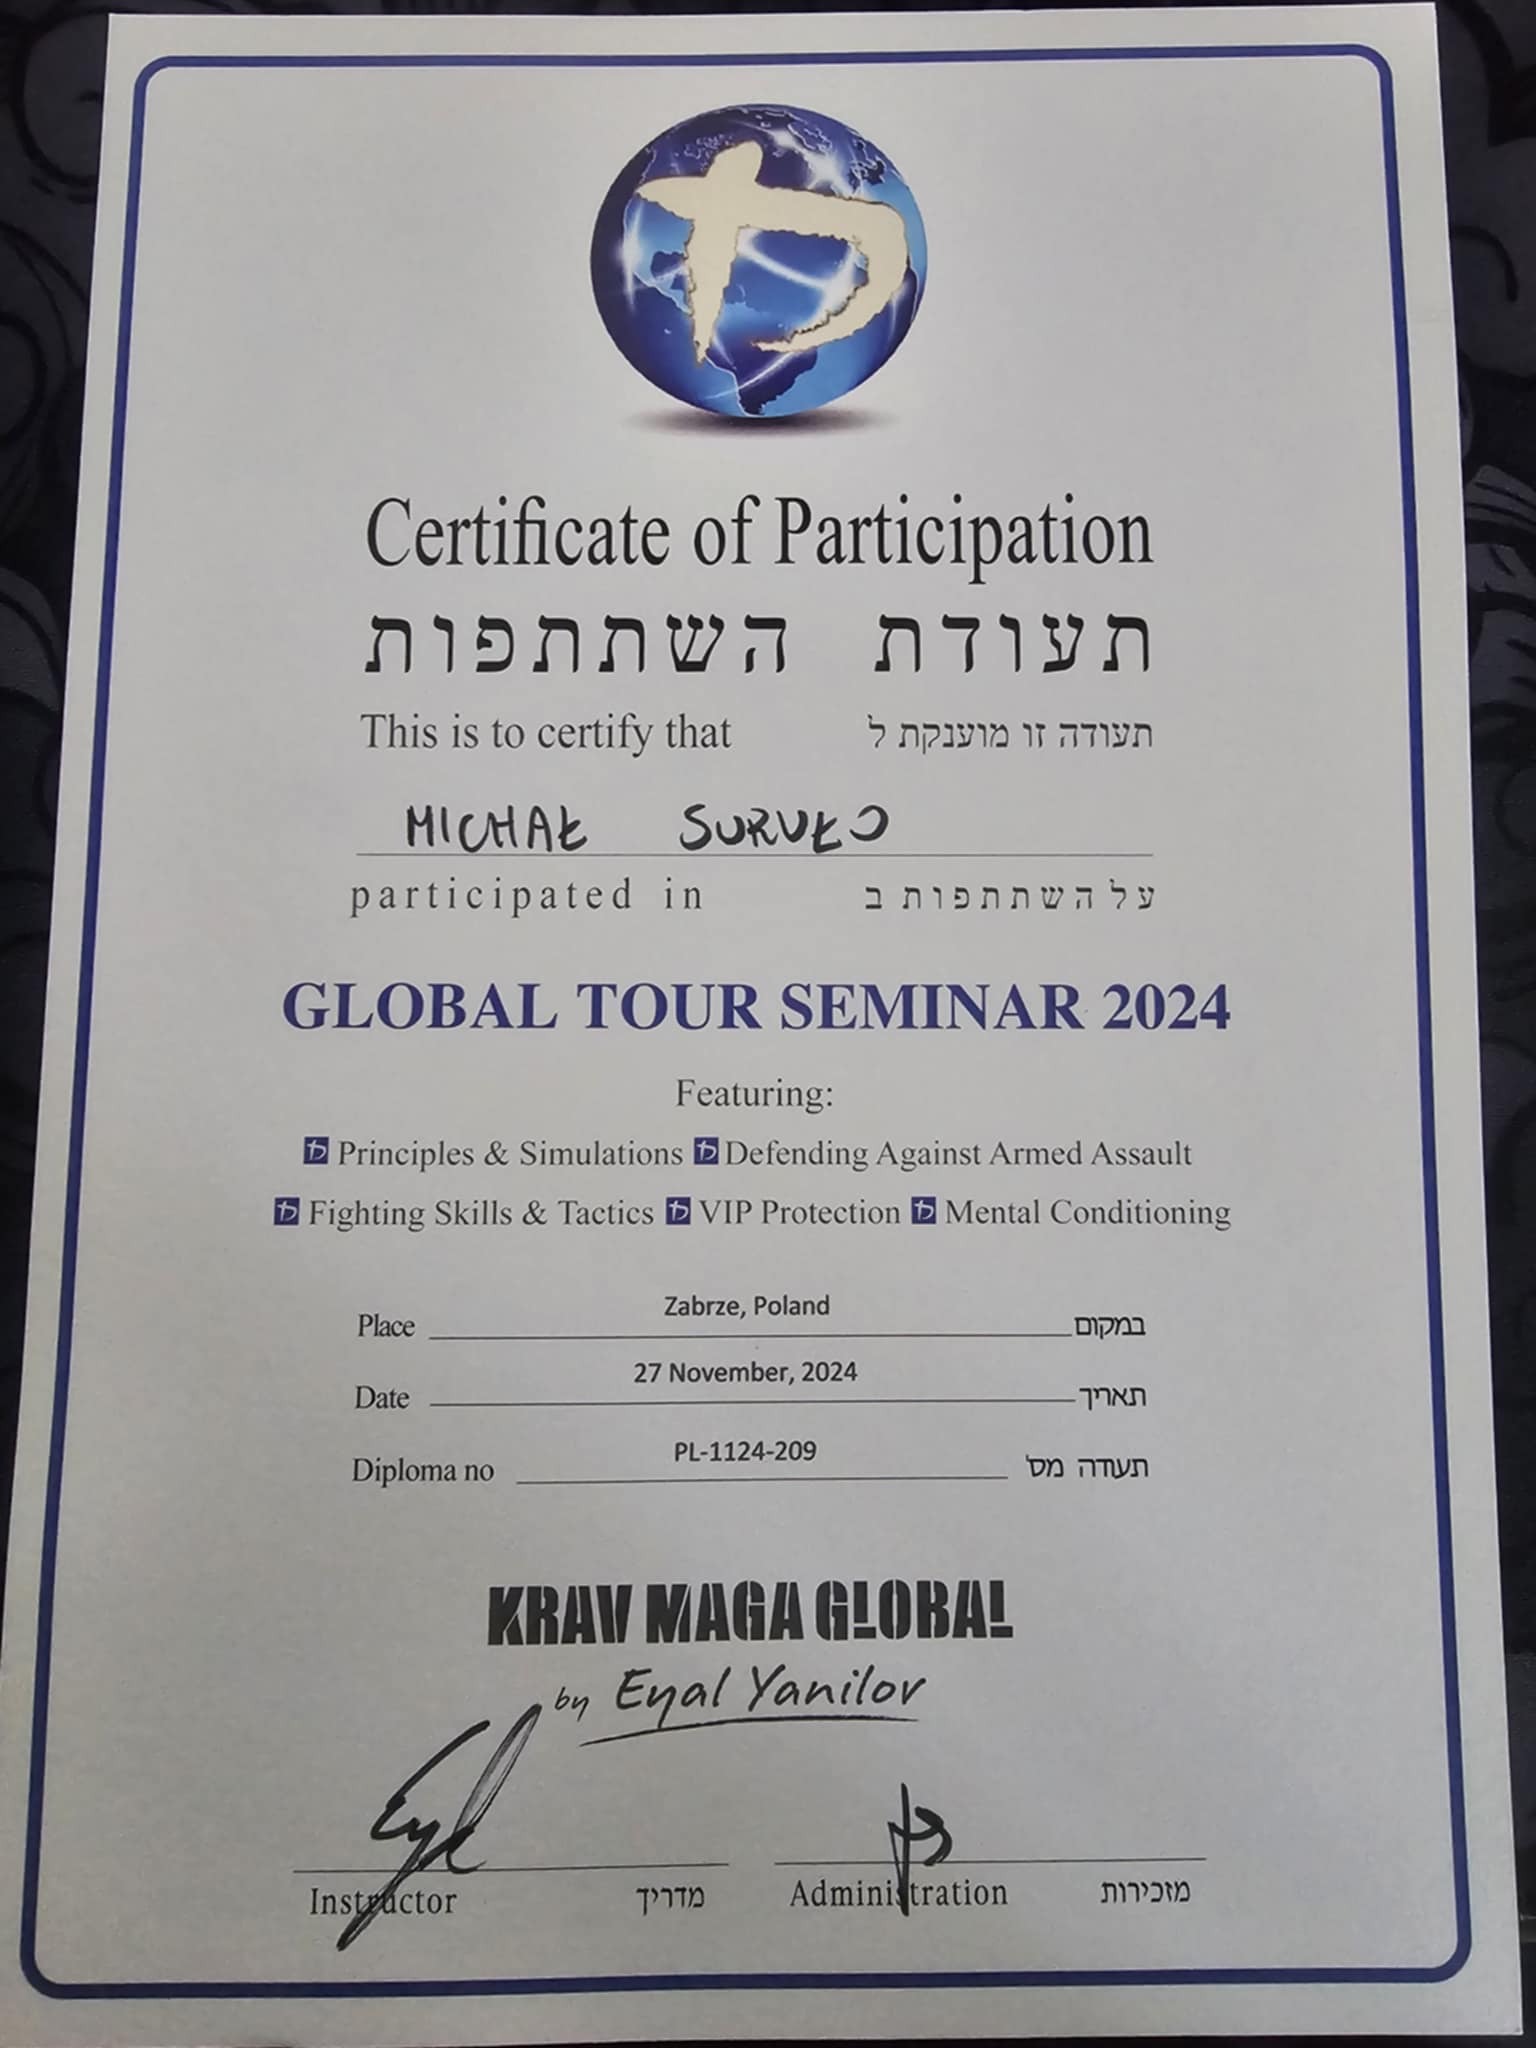 Certificate of Participation
תעודת השתתפות
This is to certify that תעודה זו מוענקת ל
MICHAŁ SURVŁO
participated in על השתתפות ב
GLOBAL TOUR SEMINAR 2024
Featuring:
Principles & Simulations Defending Against Armed Assault
Fighting Skills & Tactics VIP Protection Mental Conditioning
Place Zabrze, Poland במקום
Date 27 November, 2024 תאריך
Diploma no PL-1124-209 תעודה מס'
KRAV MAGA GLOBAL
by Eyal Yanilov
Eyal
Instructor מדריך Administration מזכירות